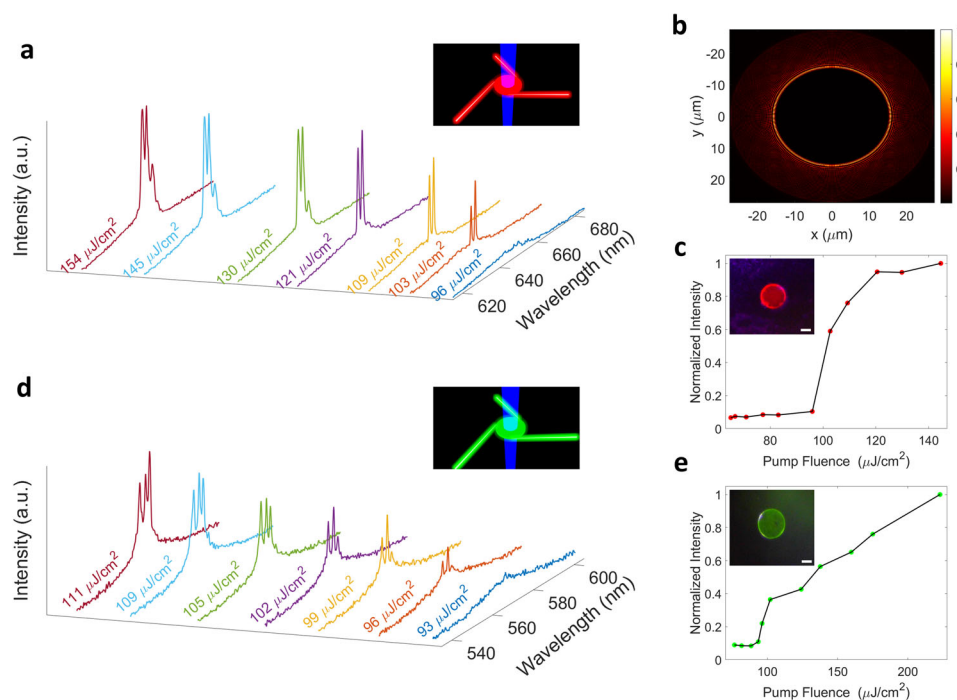 a
Intensity (a.u.)
154 μJ/cm²
145 μJ/cm²
130 μJ/cm²
121 μJ/cm²
109 μJ/cm²
103 μJ/cm²
96 μJ/cm²
620
640
660
680
Wavelength (nm)
b
-20
-10
0
10
20
y (μm)
-20
0
20
x (μm)
c
1
0.8
0.6
0.4
0.2
0
Normalized Intensity
80
100
120
140
Pump Fluence (μJ/cm²)
d
Intensity (a.u.)
111 μJ/cm²
109 μJ/cm²
105 μJ/cm²
102 μJ/cm²
99 μJ/cm²
96 μJ/cm²
93 μJ/cm²
540
560
580
600
Wavelength (nm)
e
1
0.8
0.6
0.4
0.2
0
Normalized Intensity
100
150
200
Pump Fluence (μJ/cm²)